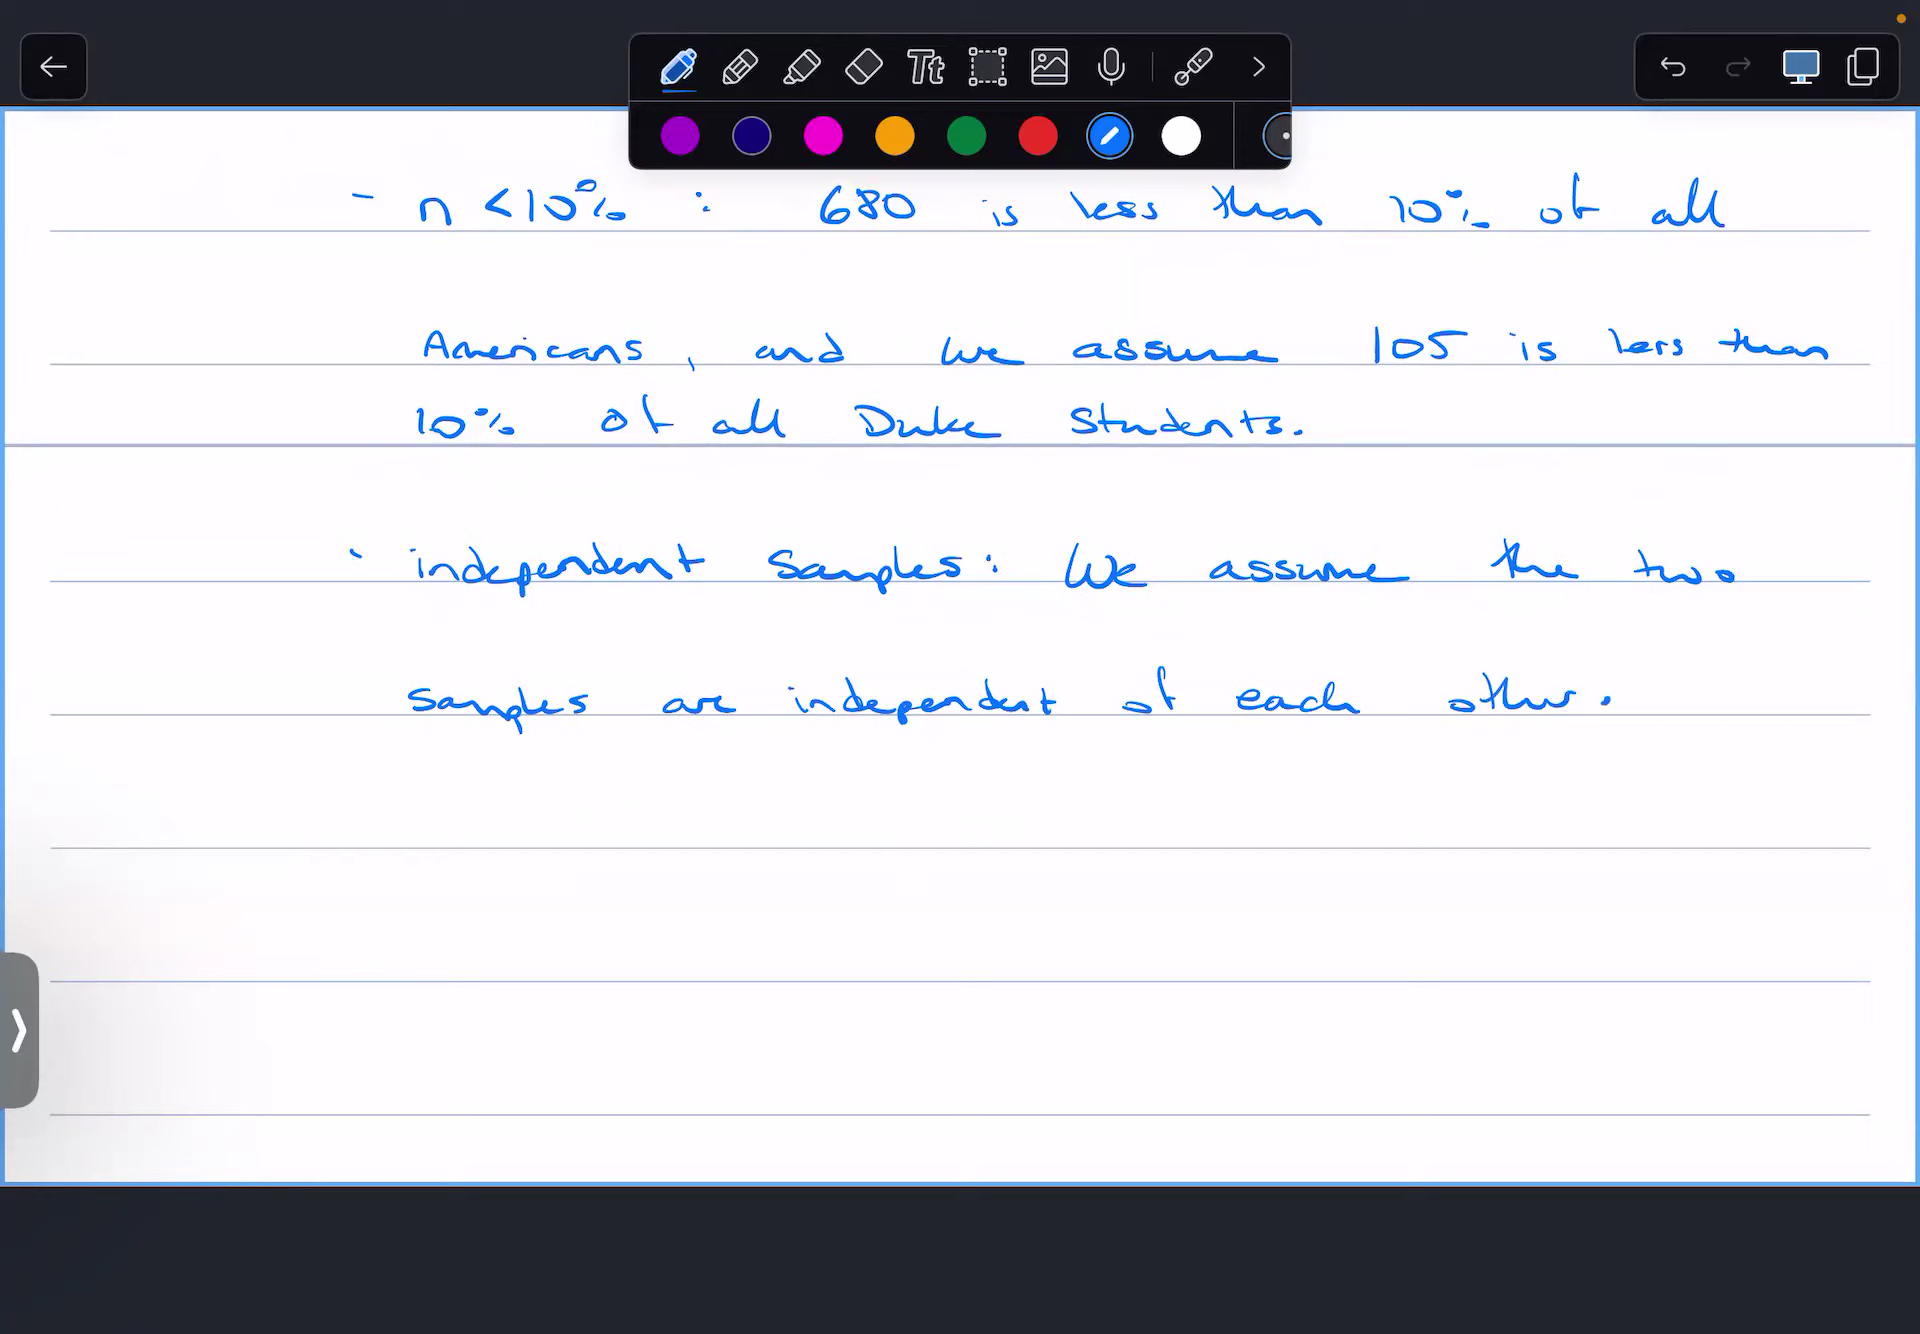 Tt
- n <10% : 680 is less than 10% of all
Americans, and we assume 105 is less than
10% of all Duke Students.
· independent Samples: We assume the two
samples are independent of each other.